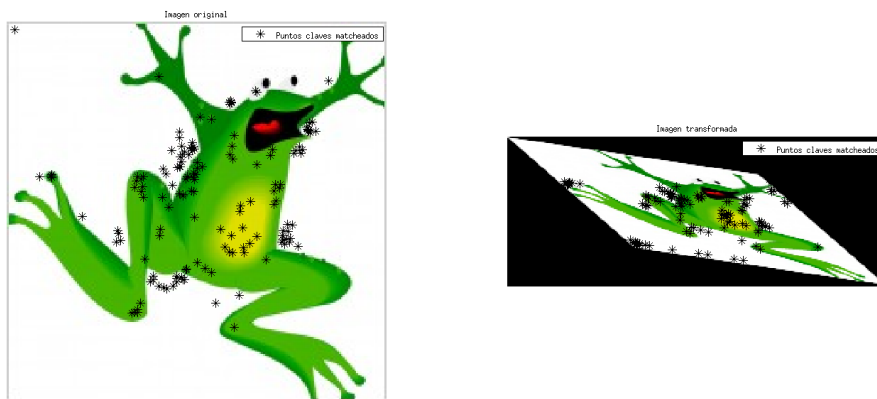 Imagen original
Puntos claves matcheados
Imagen transformada
Puntos claves matcheados